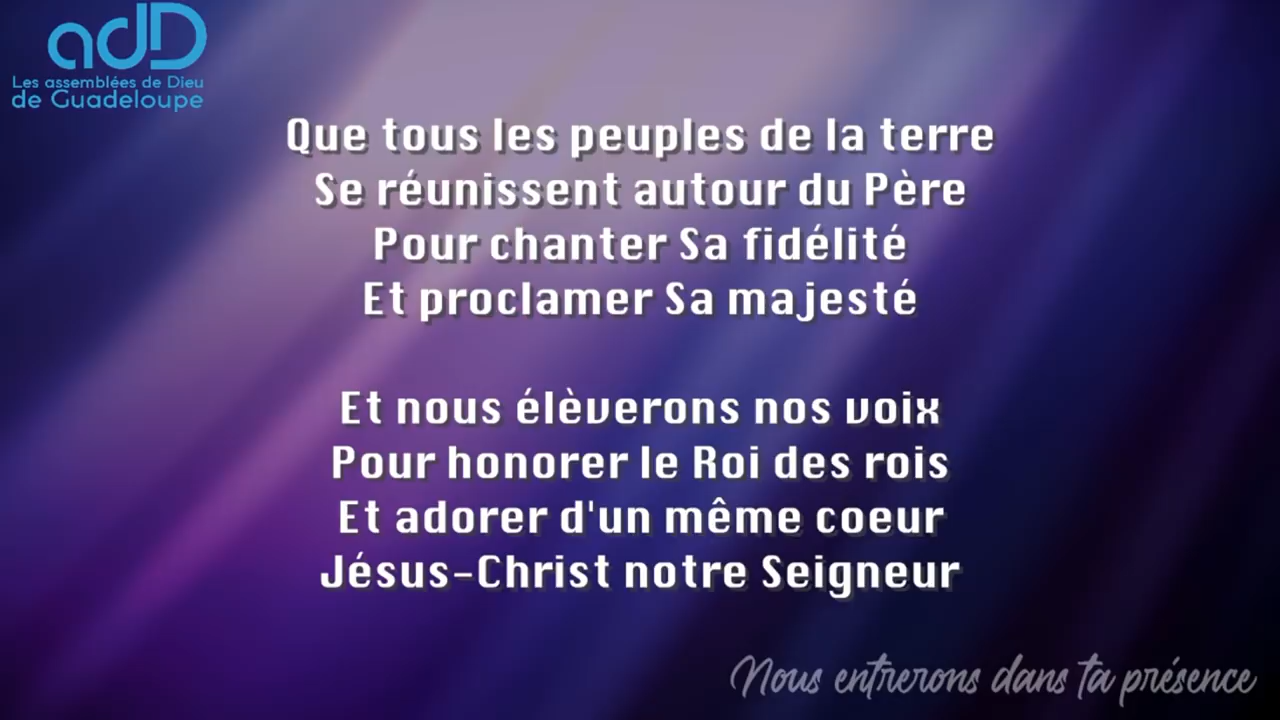 adD
Les assemblées de Dieu
de Guadeloupe
Que tous les peuples de la terre
Se réunissent autour du Père
Pour chanter Sa fidélité
Et proclamer Sa majesté
Et nous élèverons nos voix
Pour honorer le Roi des rois
Et adorer d'un même coeur
Jésus-Christ notre Seigneur
Nous entrerons dans ta présence